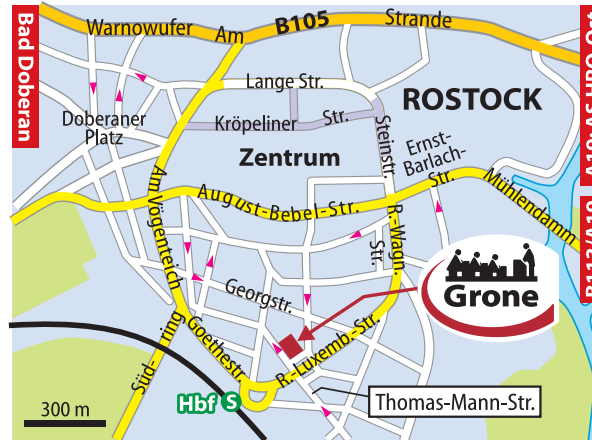 Bad Doberan
Warnowufer
Am
B105
Strande
Lange Str.
ROSTOCK
Doberaner
Platz
Kröpeliner
Str.
Steinstr.
Zentrum
Ernst-
Barlach-
Str.
Am Vögenteich
August-Bebel-Str.
Mühlendamm
R.-Wagn.
Str.
Georgstr.
Grone
Goethestr.
R.-Luxemb.-Str.
Süd-
ring
Hbf S
Thomas-Mann-Str.
300 m